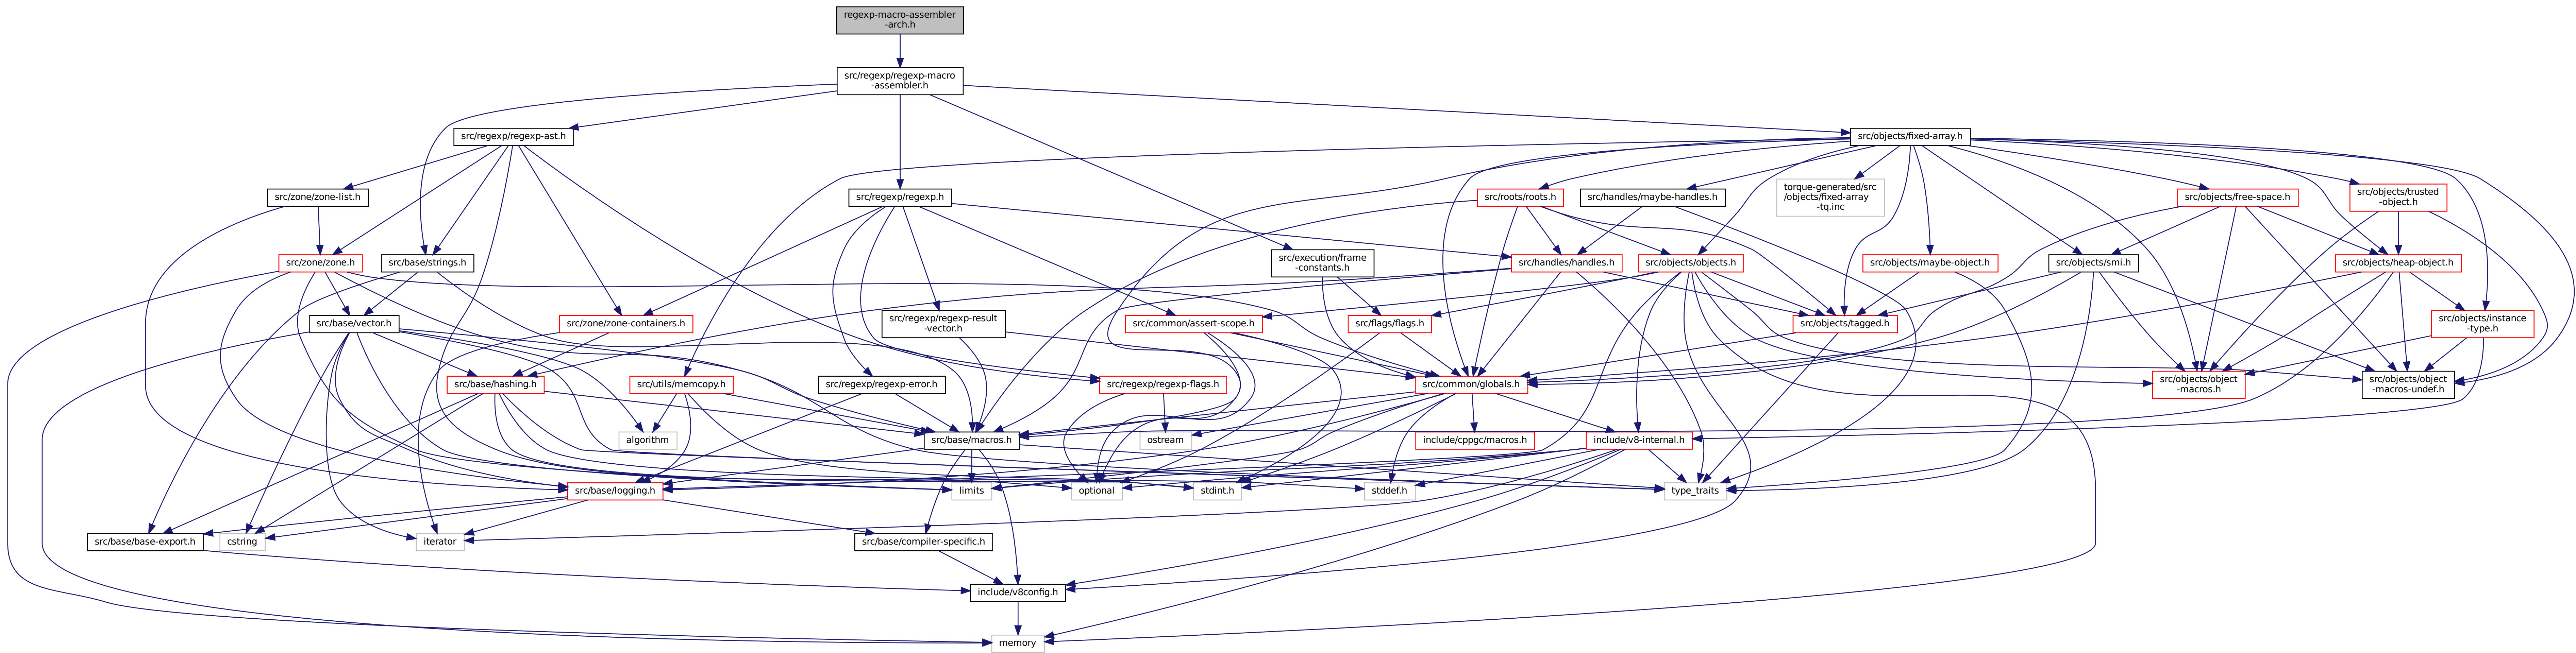 regexp-macro-assembler
-arch.h
src/regexp/regexp-macro
-assembler.h
src/regexp/regexp-ast.h
src/objects/fixed-array.h
src/zone/zone-list.h
src/regexp/regexp.h
src/roots/roots.h
src/handles/maybe-handles.h
torque-generated/src
/objects/fixed-array
-tq.inc
src/objects/free-space.h
src/objects/trusted
-object.h
src/zone/zone.h
src/base/strings.h
src/execution/frame
-constants.h
src/handles/handles.h
src/objects/objects.h
src/objects/maybe-object.h
src/objects/smi.h
src/objects/heap-object.h
src/base/vector.h
src/zone/zone-containers.h
src/regexp/regexp-result
-vector.h
src/common/assert-scope.h
src/flags/flags.h
src/objects/tagged.h
src/objects/instance
-type.h
src/base/hashing.h
src/utils/memcopy.h
src/regexp/regexp-error.h
src/regexp/regexp-flags.h
src/common/globals.h
src/objects/object
-macros.h
src/objects/object
-macros-undef.h
algorithm
src/base/macros.h
ostream
include/cppgc/macros.h
include/v8-internal.h
src/base/logging.h
limits
optional
stdint.h
stddef.h
type_traits
src/base/base-export.h
cstring
iterator
src/base/compiler-specific.h
include/v8config.h
memory